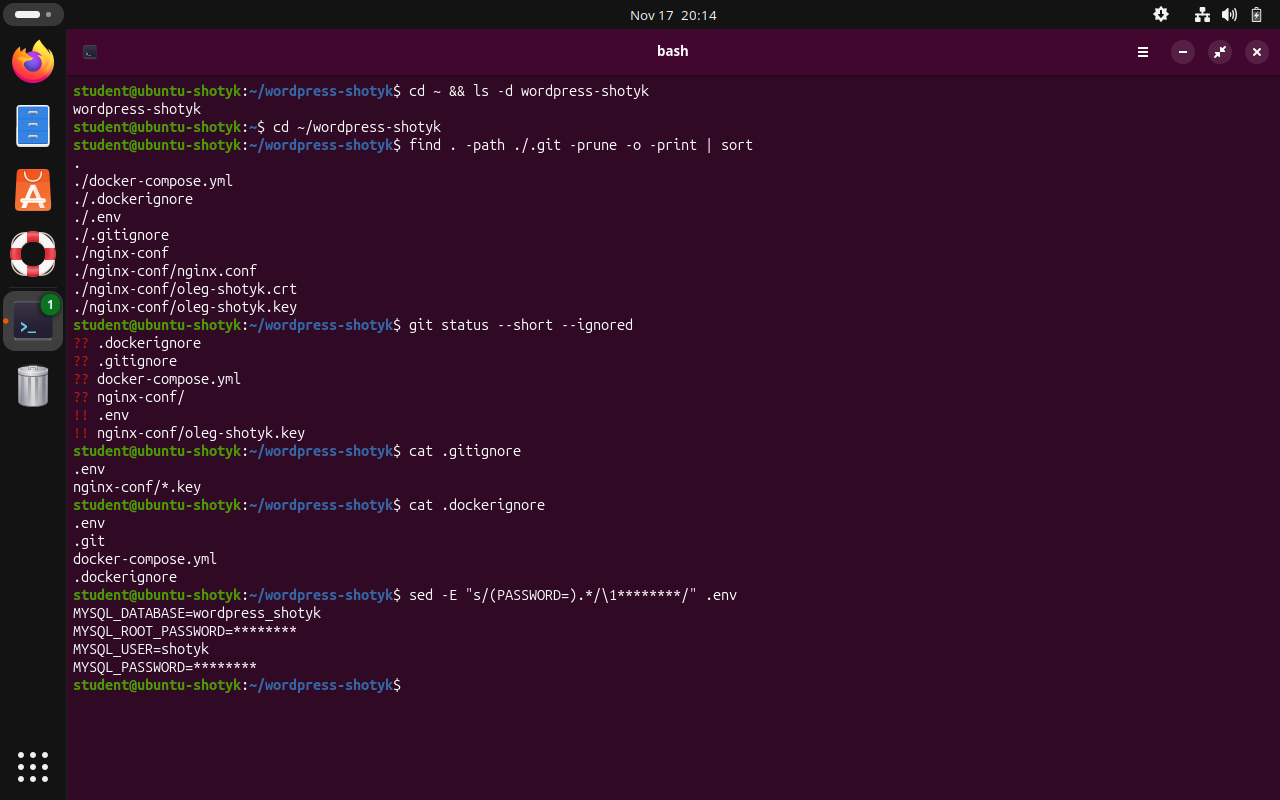 Nov 17 20:14
bash
student@ubuntu-shotyk:~/wordpress-shotyk$ cd ~ && ls -d wordpress-shotyk
wordpress-shotyk
student@ubuntu-shotyk:~$ cd ~/wordpress-shotyk
student@ubuntu-shotyk:~/wordpress-shotyk$ find . -path ./.git -prune -o -print | sort
.
./docker-compose.yml
./.dockerignore
./.env
./.gitignore
./nginx-conf
./nginx-conf/nginx.conf
./nginx-conf/oleg-shotyk.crt
./nginx-conf/oleg-shotyk.key
student@ubuntu-shotyk:~/wordpress-shotyk$ git status --short --ignored
?? .dockerignore
?? .gitignore
?? docker-compose.yml
?? nginx-conf/
!! .env
!! nginx-conf/oleg-shotyk.key
student@ubuntu-shotyk:~/wordpress-shotyk$ cat .gitignore
.env
nginx-conf/*.key
student@ubuntu-shotyk:~/wordpress-shotyk$ cat .dockerignore
.env
.git
docker-compose.yml
.dockerignore
student@ubuntu-shotyk:~/wordpress-shotyk$ sed -E "s/(PASSWORD=).*/\1********/" .env
MYSQL_DATABASE=wordpress_shotyk
MYSQL_ROOT_PASSWORD=********
MYSQL_USER=shotyk
MYSQL_PASSWORD=********
student@ubuntu-shotyk:~/wordpress-shotyk$
1